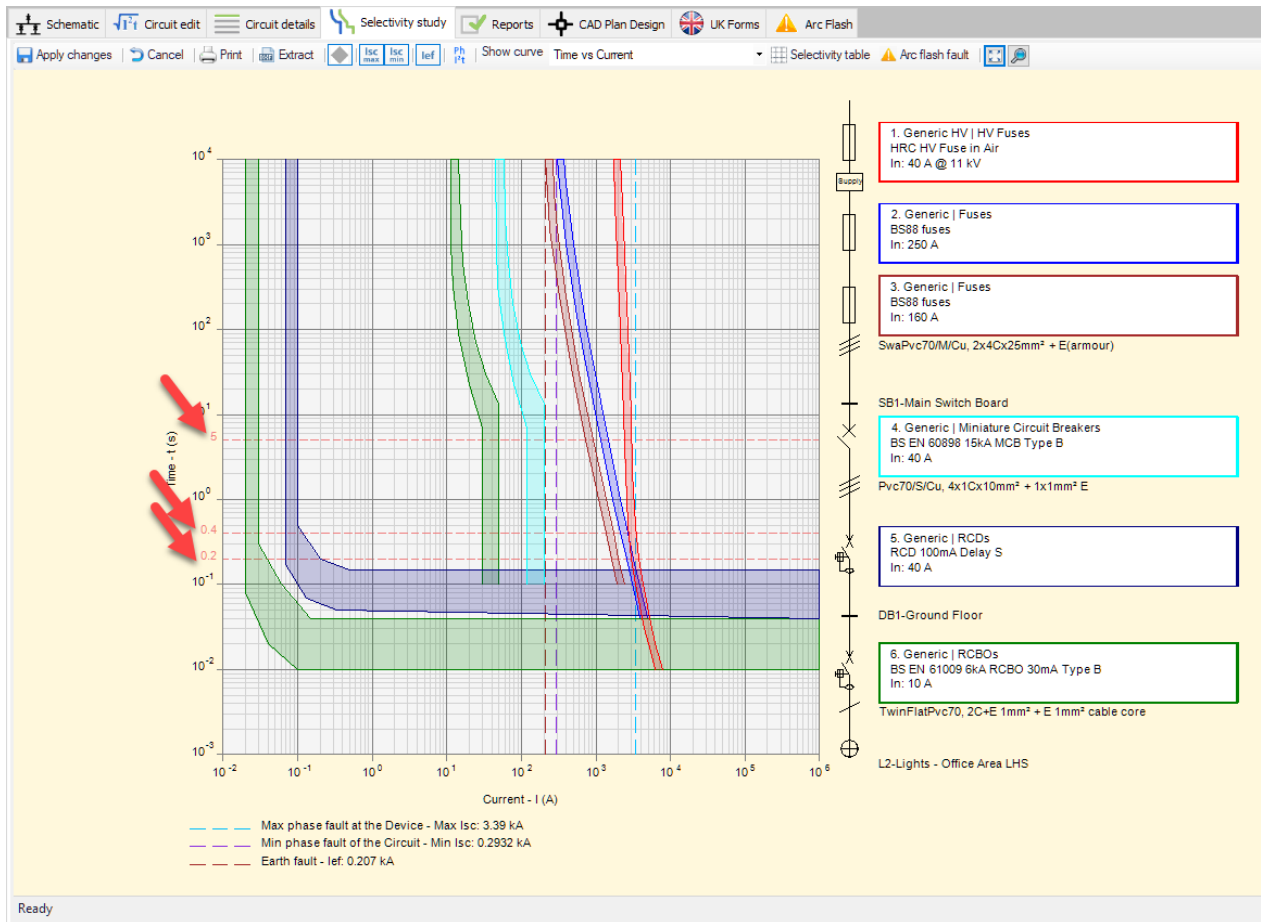 Schematic Circuit edit Circuit details Selectivity study Reports CAD Plan Design UK Forms Arc Flash
Apply changes Cancel Print Extract Isc max Isc min Ief Ph I²t Show curve Time vs Current Selectivity table Arc flash fault
1. Generic HV | HV Fuses
HRC HV Fuse in Air
In: 40 A @ 11 kV
Supply
2. Generic | Fuses
BS88 fuses
In: 250 A
3. Generic | Fuses
BS88 fuses
In: 160 A
SwaPvc70/M/Cu, 2x4Cx25mm² + E(armour)
SB1-Main Switch Board
4. Generic | Miniature Circuit Breakers
BS EN 60898 15kA MCB Type B
In: 40 A
Pvc70/S/Cu, 4x1Cx10mm² + 1x1mm² E
5. Generic | RCDs
RCD 100mA Delay S
In: 40 A
DB1-Ground Floor
6. Generic | RCBOs
BS EN 61009 6kA RCBO 30mA Type B
In: 10 A
TwinFlatPvc70, 2C+E 1mm² + E 1mm² cable core
L2-Lights - Office Area LHS
10⁴
10³
10²
10¹
5
10⁰
0.4
0.2
10⁻¹
10⁻²
10⁻³
Time - t (s)
10⁻² 10⁻¹ 10⁰ 10¹ 10² 10³ 10⁴ 10⁵ 10⁶
Current - I (A)
Max phase fault at the Device - Max Isc: 3.39 kA
Min phase fault of the Circuit - Min Isc: 0.2932 kA
Earth fault - Ief: 0.207 kA
Ready